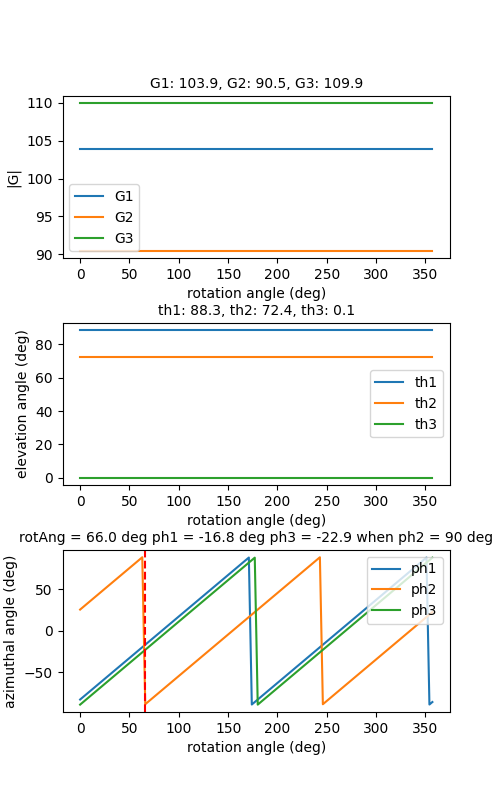 G1: 103.9, G2: 90.5, G3: 109.9
110
105
100
95
90
|G|
G1
G2
G3
0 50 100 150 200 250 300 350
rotation angle (deg)
th1: 88.3, th2: 72.4, th3: 0.1
80
60
40
20
0
elevation angle (deg)
th1
th2
th3
0 50 100 150 200 250 300 350
rotation angle (deg)
rotAng = 66.0 deg ph1 = -16.8 deg ph3 = -22.9 when ph2 = 90 deg
50
0
−50
azimuthal angle (deg)
ph1
ph2
ph3
0 50 100 150 200 250 300 350
rotation angle (deg)